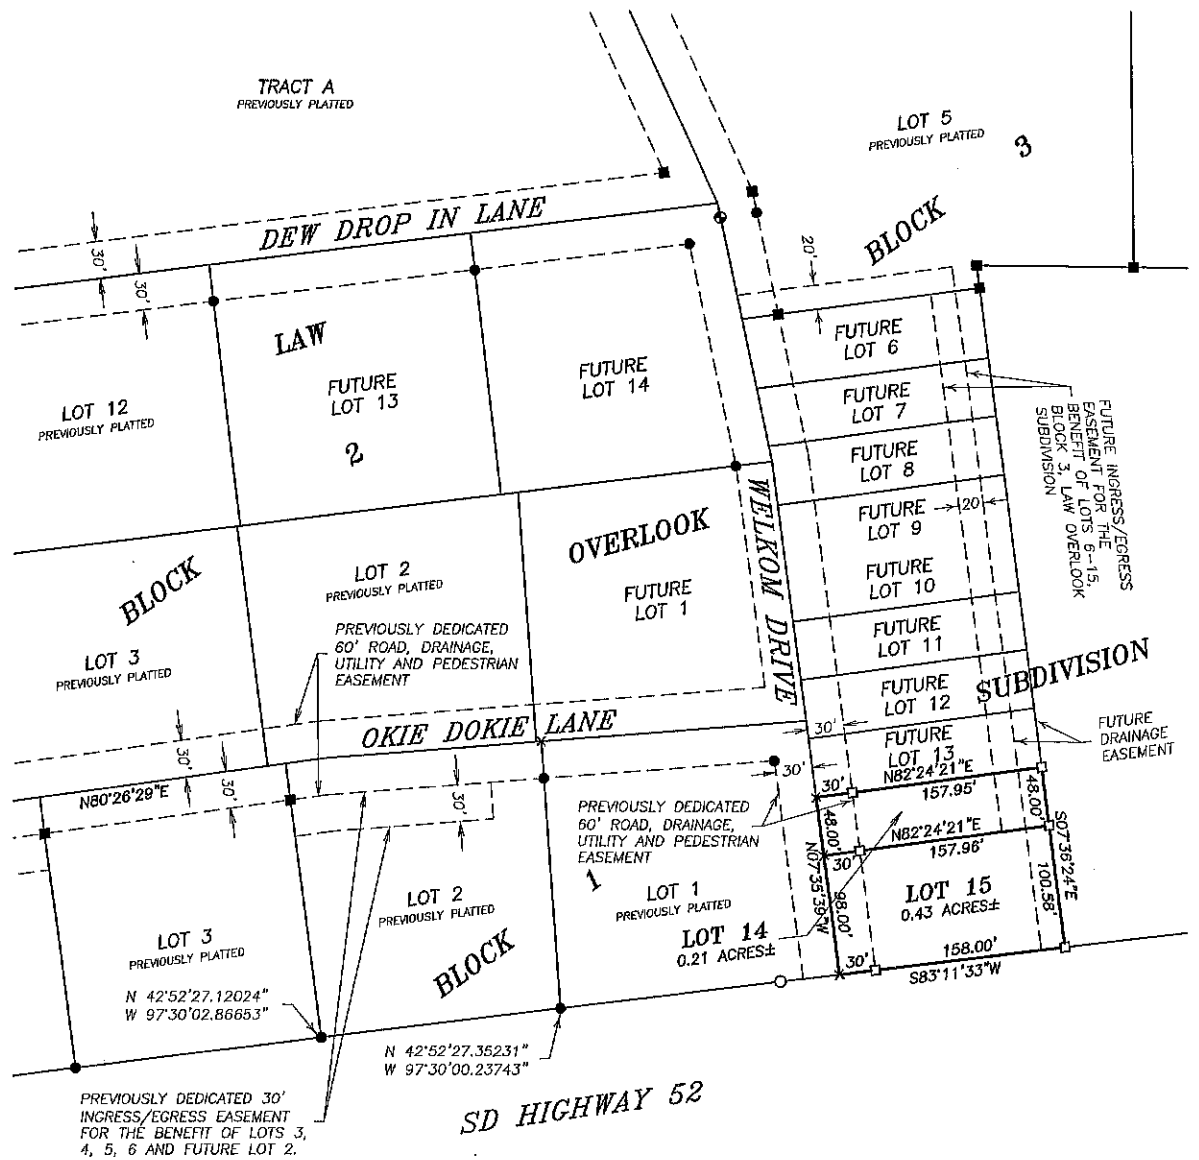 TRACT A
PREVIOUSLY PLATTED
LOT 5
PREVIOUSLY PLATTED
3
BLOCK
DEW DROP IN LANE
30'
30'
20'
LAW
FUTURE
LOT 13
2
FUTURE
LOT 14
LOT 12
PREVIOUSLY PLATTED
FUTURE
LOT 6
FUTURE
LOT 7
FUTURE
LOT 8
FUTURE
LOT 9
20'
FUTURE
LOT 10
FUTURE
LOT 11
FUTURE
LOT 12
FUTURE
LOT 13
FUTURE INGRESS/EGRESS
EASEMENT FOR THE
BENEFIT OF LOTS 6-15,
BLOCK 3, LAW OVERLOOK
SUBDIVISION
WELKOM DRIVE
OVERLOOK
FUTURE
LOT 1
BLOCK
LOT 2
PREVIOUSLY PLATTED
PREVIOUSLY DEDICATED
60' ROAD, DRAINAGE,
UTILITY AND PEDESTRIAN
EASEMENT
LOT 3
PREVIOUSLY PLATTED
SUBDIVISION
FUTURE
DRAINAGE
EASEMENT
OKIE DOKIE LANE
30'
30'
30'
30'
30'
N80°26'29"E
N82°24'21"E
30'
157.95'
48.00'
48.00'
N82°24'21"E
30'
157.96'
S07°36'24"E
100.58'
N07°35'39"W
98.00'
LOT 15
0.43 ACRES±
158.00'
30'
S83°11'33"W
PREVIOUSLY DEDICATED
60' ROAD, DRAINAGE,
UTILITY AND PEDESTRIAN
EASEMENT
1
LOT 1
PREVIOUSLY PLATTED
LOT 14
0.21 ACRES±
LOT 2
PREVIOUSLY PLATTED
BLOCK
LOT 3
PREVIOUSLY PLATTED
N 42°52'27.12024"
W 97°30'02.86653"
N 42°52'27.35231"
W 97°30'00.23743"
PREVIOUSLY DEDICATED 30'
INGRESS/EGRESS EASEMENT
FOR THE BENEFIT OF LOTS 3,
4, 5, 6 AND FUTURE LOT 2.
SD HIGHWAY 52